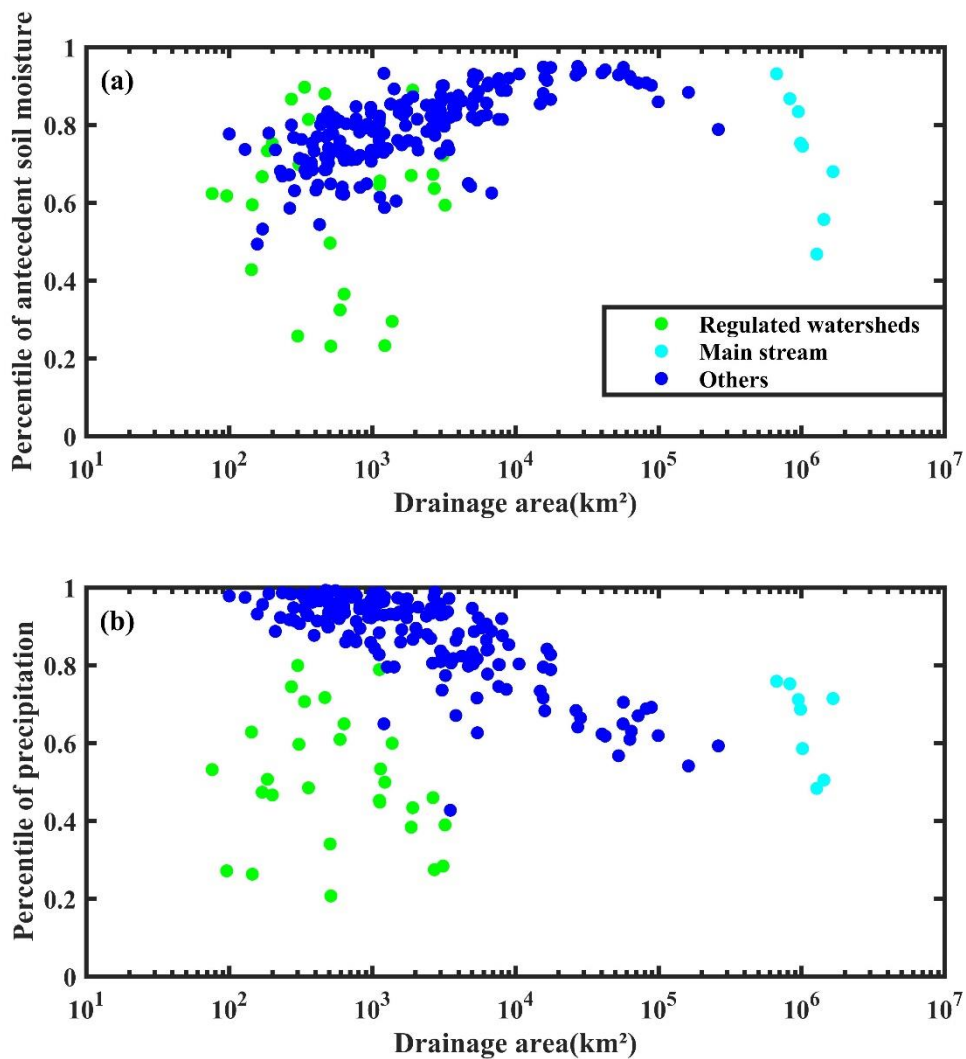 Percentile of antecedent soil moisture
(a)
1
0.8
0.6
0.4
0.2
0
Regulated watersheds
Main stream
Others
10¹ 10² 10³ 10⁴ 10⁵ 10⁶ 10⁷
Drainage area(km²)
Percentile of precipitation
(b)
1
0.8
0.6
0.4
0.2
0
10¹ 10² 10³ 10⁴ 10⁵ 10⁶ 10⁷
Drainage area(km²)